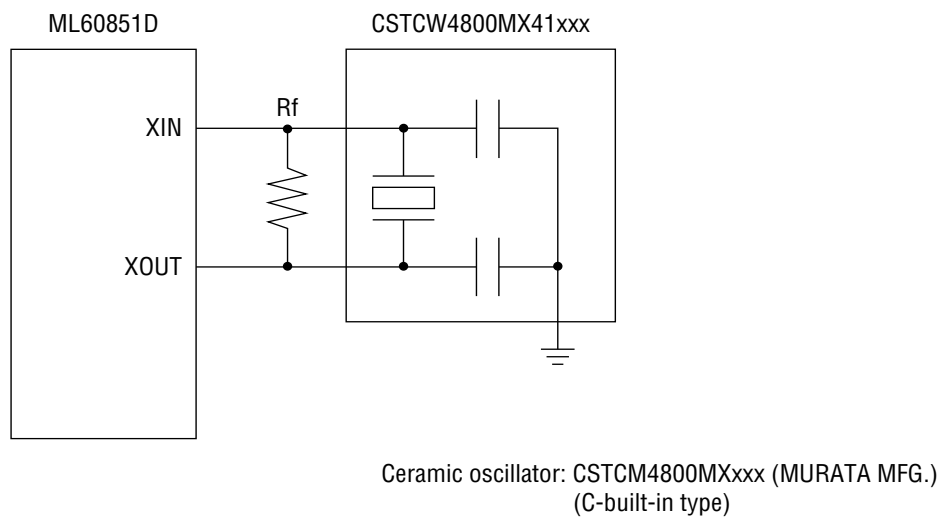 ML60851D
CSTCW4800MX41xxx
Rf
XIN
XOUT
Ceramic oscillator: CSTCM4800MXxxx (MURATA MFG.)
(C-built-in type)